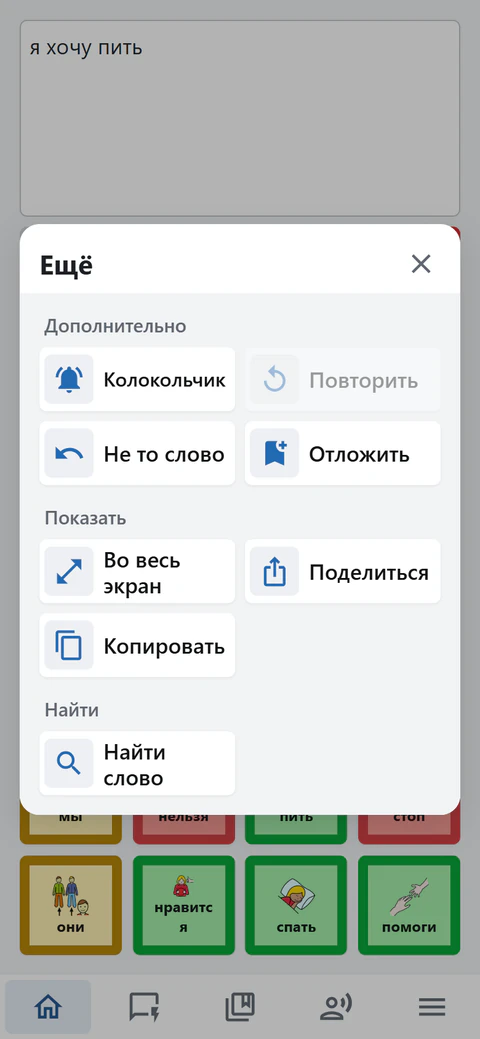 я хочу пить
Ещё
Дополнительно
Колокольчик
Повторить
Не то слово
Отложить
Показать
Во весь
экран
Поделиться
Копировать
Найти
Найти
слово
мы
нельзя
пить
стоп
они
нравитс
я
спать
помоги